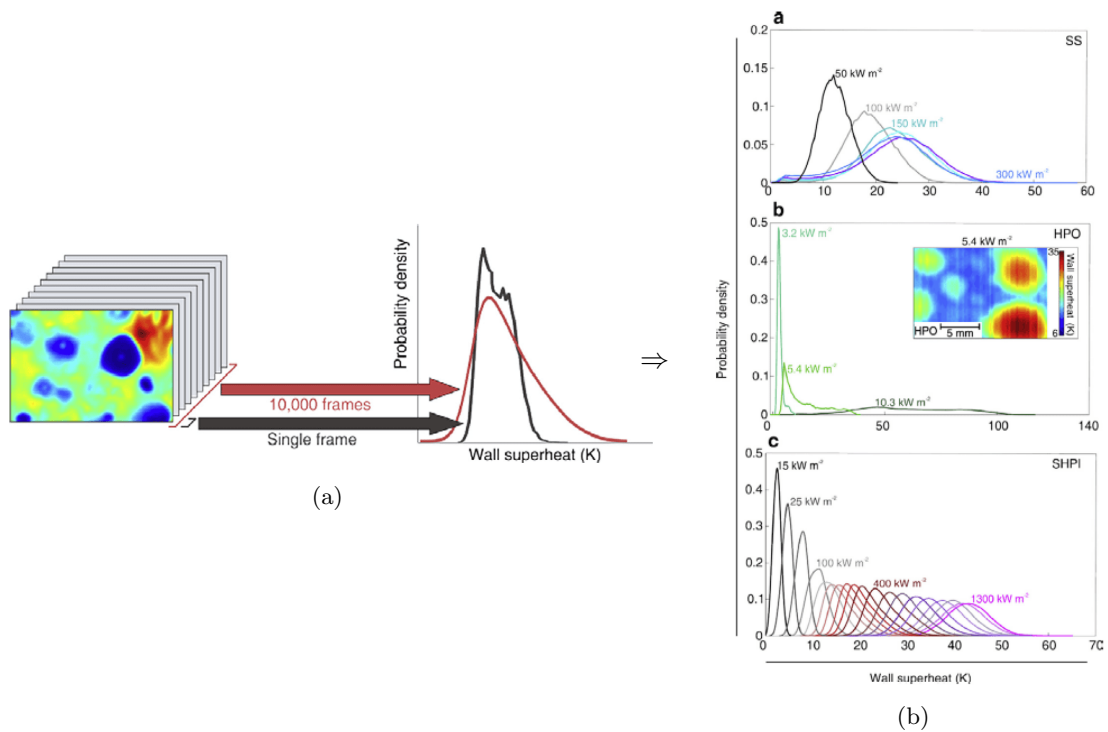 Probability density
10,000 frames
Single frame
Wall superheat (K)
(a)
⇒
a
SS
0.2
0.15
0.1
0.05
0
50 kW m⁻²
100 kW m⁻²
150 kW m⁻²
300 kW m⁻²
10
20
30
40
50
60
b
HPO
0.5
0.4
0.3
0.2
0.1
0
3.2 kW m⁻²
5.4 kW m⁻²
10.3 kW m⁻²
5.4 kW m⁻²
35
Wall superheat (K)
6
HPO
5 mm
0
50
100
140
Probability density
c
SHPI
0.5
0.4
0.3
0.2
0.1
0
15 kW m⁻²
25 kW m⁻²
100 kW m⁻²
400 kW m⁻²
1300 kW m⁻²
0
10
20
30
40
50
60
70
Wall superheat (K)
(b)